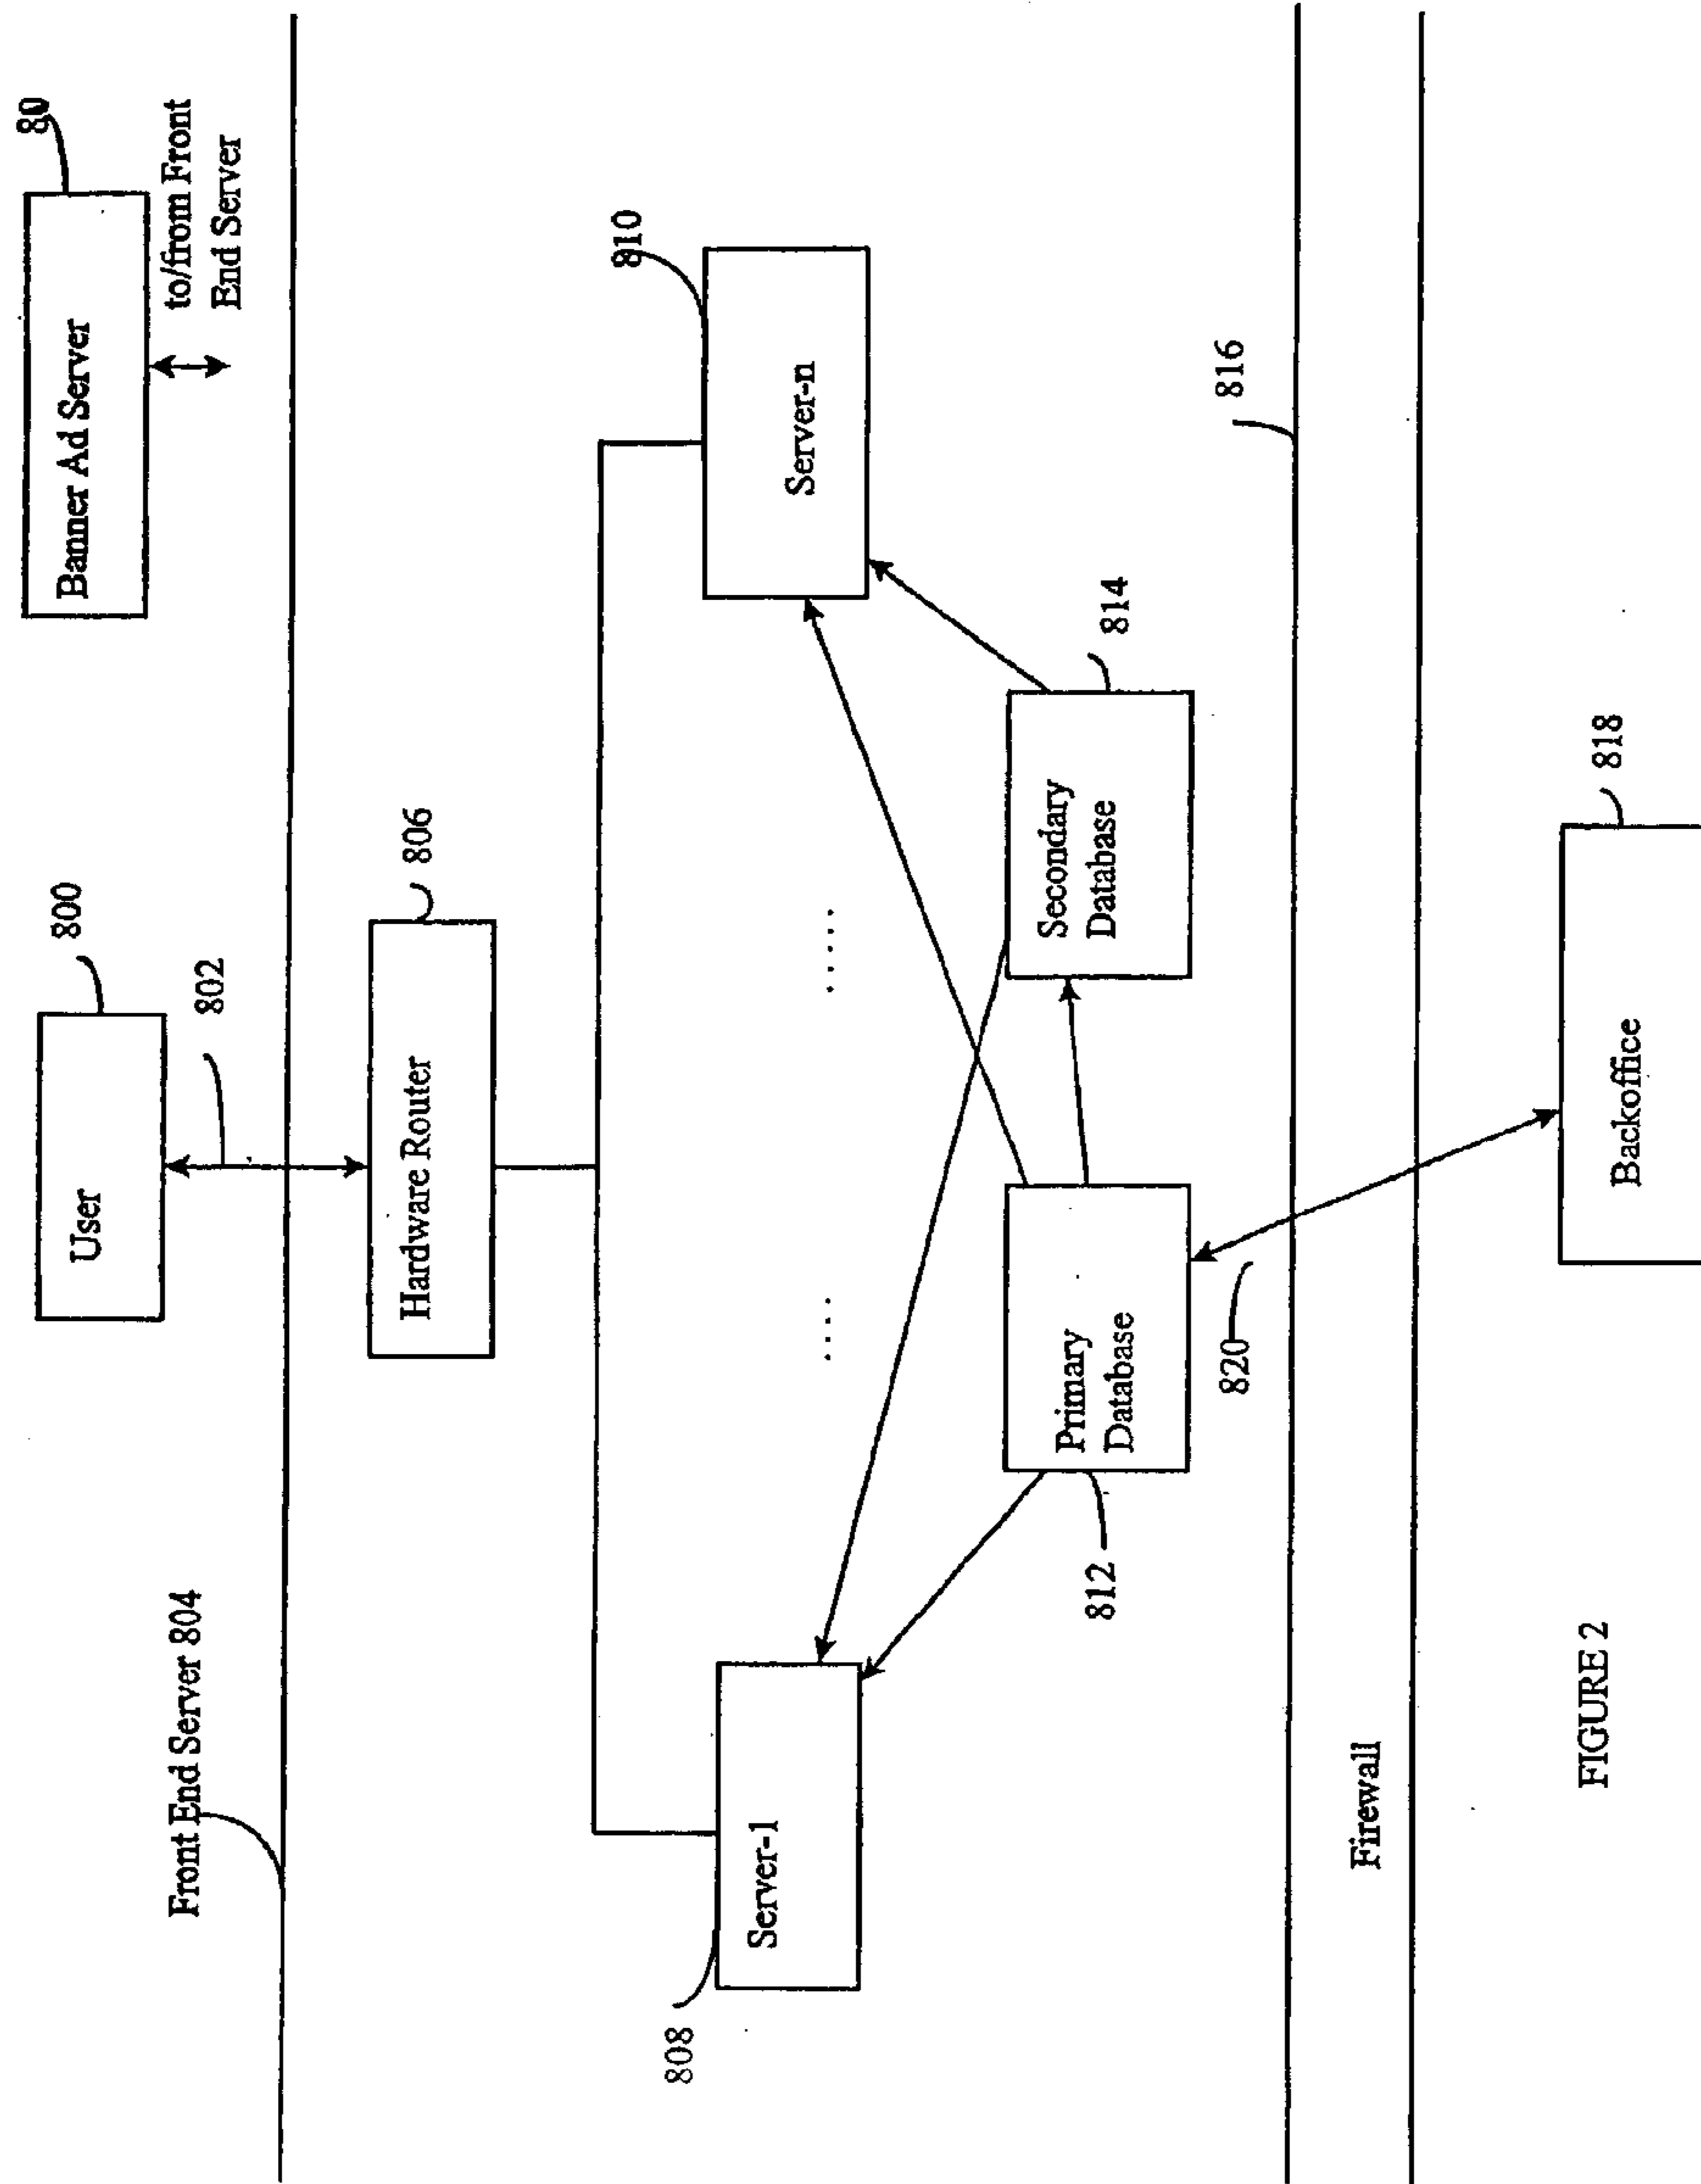 80
Banner Ad Server
to/from Front
End Server
User
800
802
Front End Server 804
Hardware Router
806
Server-1
808
....
.....
Server-n
810
Primary
Database
812
Secondary
Database
814
816
820
Firewall
Backoffice
818
FIGURE 2